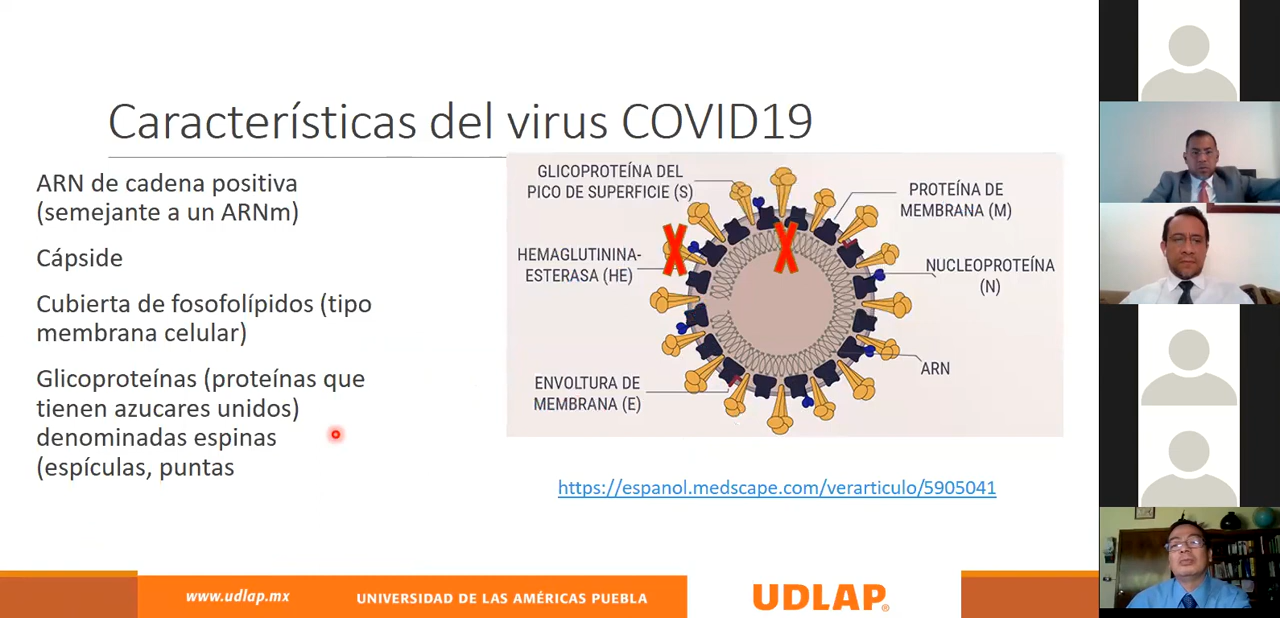 Características del virus COVID19
ARN de cadena positiva
(semejante a un ARNm)
Cápside
Cubierta de fosofolípidos (tipo
membrana celular)
Glicoproteínas (proteínas que
tienen azucares unidos)
denominadas espinas
(espículas, puntas
GLICOPROTEÍNA DEL
PICO DE SUPERFICIE (S)
HEMAGLUTININA-
ESTERASA (HE)
ENVOLTURA DE
MEMBRANA (E)
PROTEÍNA DE
MEMBRANA (M)
NUCLEOPROTEÍNA
(N)
ARN
https://espanol.medscape.com/verarticulo/5905041
www.udlap.mx
UNIVERSIDAD DE LAS AMÉRICAS PUEBLA
UDLAP®